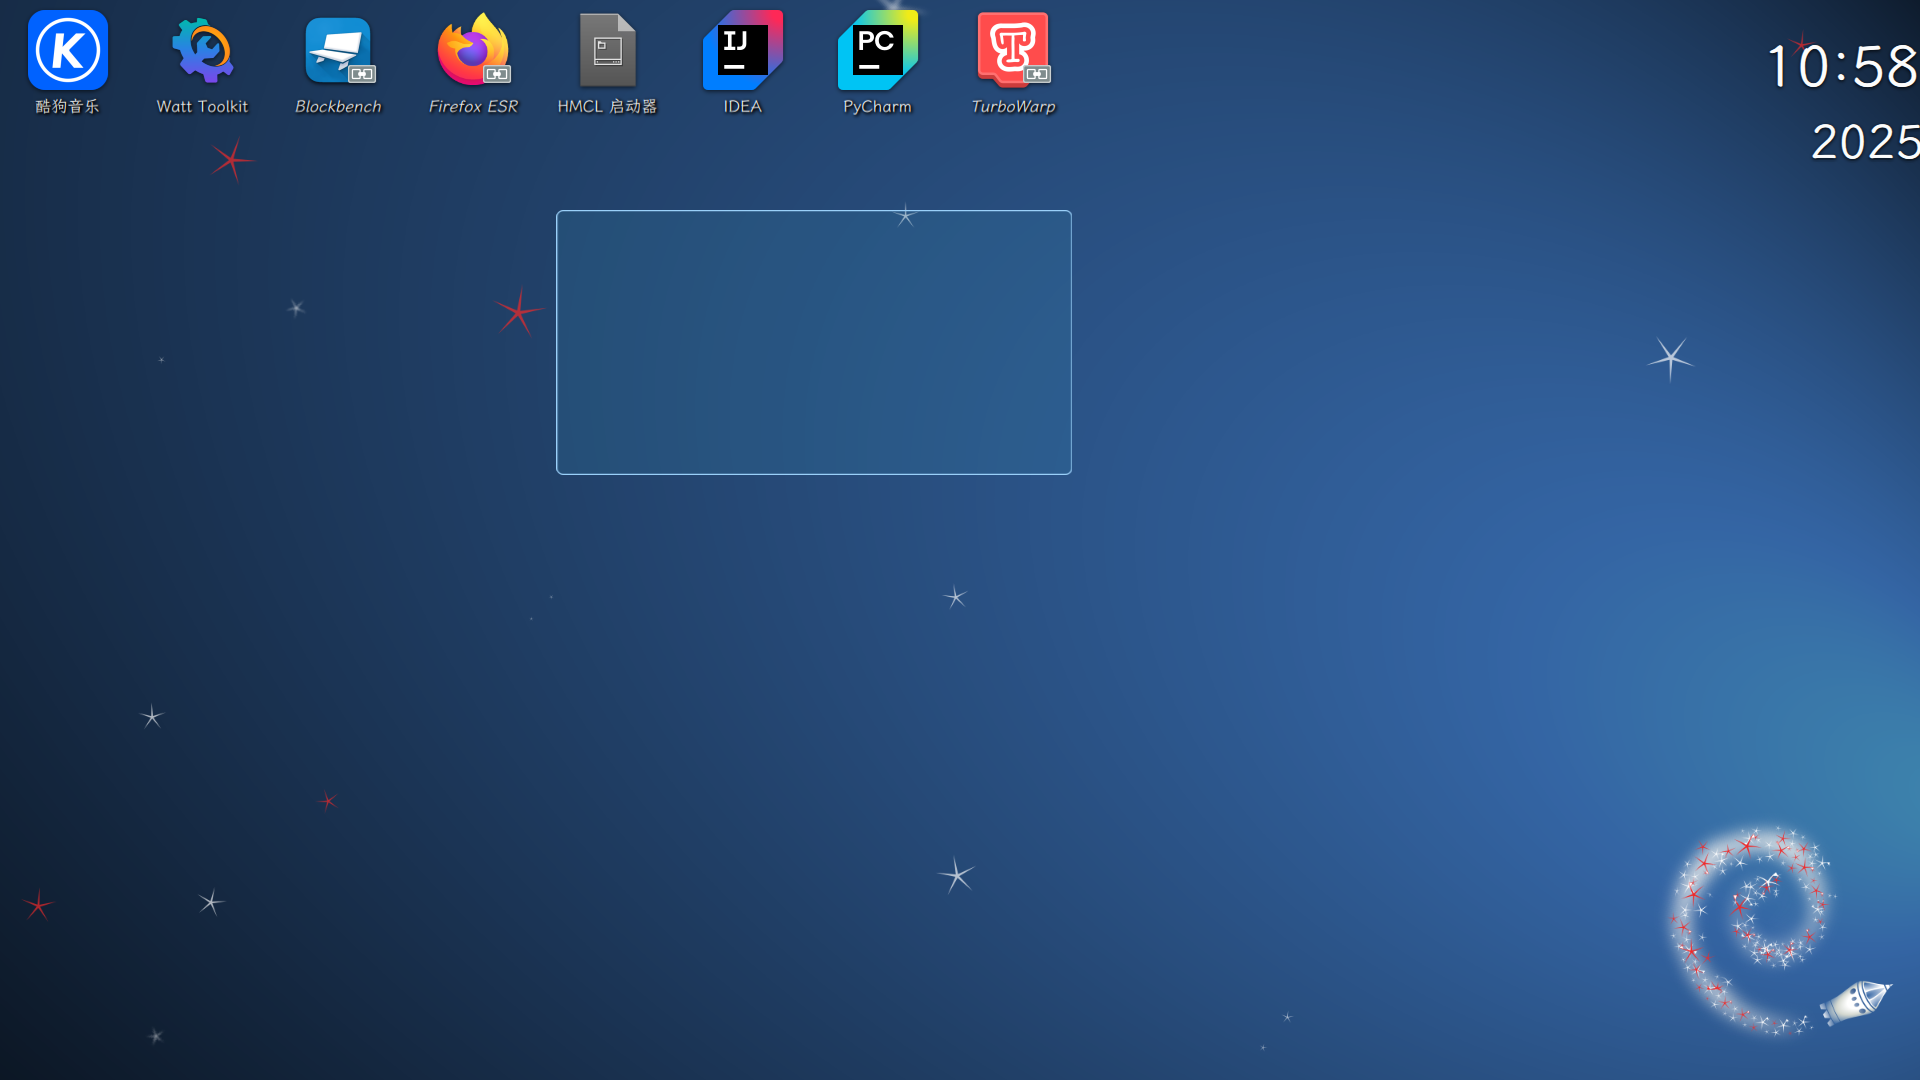 K
IJ
PC
T
酷狗音乐
Watt Toolkit
Blockbench
Firefox ESR
HMCL 启动器
IDEA
PyCharm
TurboWarp
10:58
2025